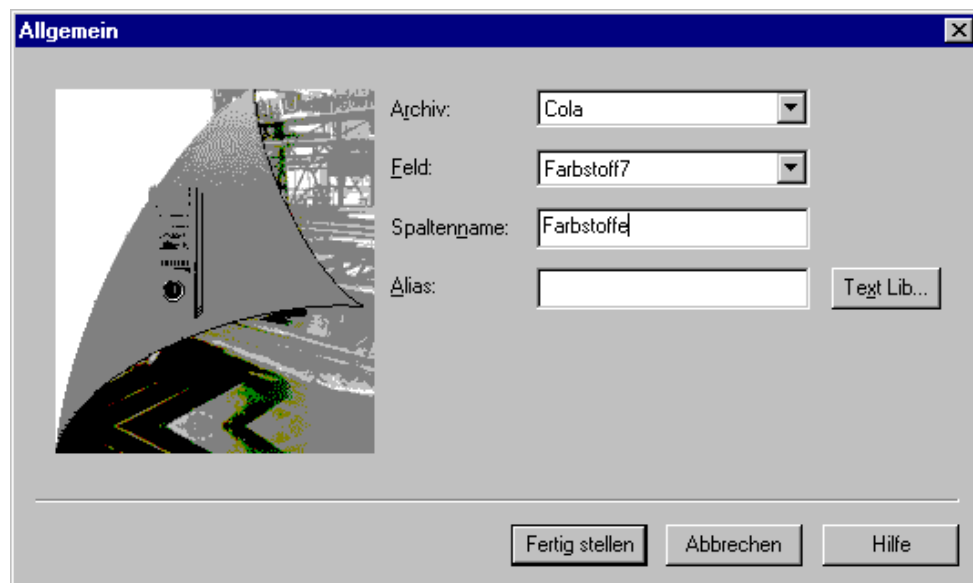 Allgemein
Archiv: Cola
Feld: Farbstoff7
Spaltenname: Farbstoffe
Alias: Text Lib...
Fertig stellen Abbrechen Hilfe